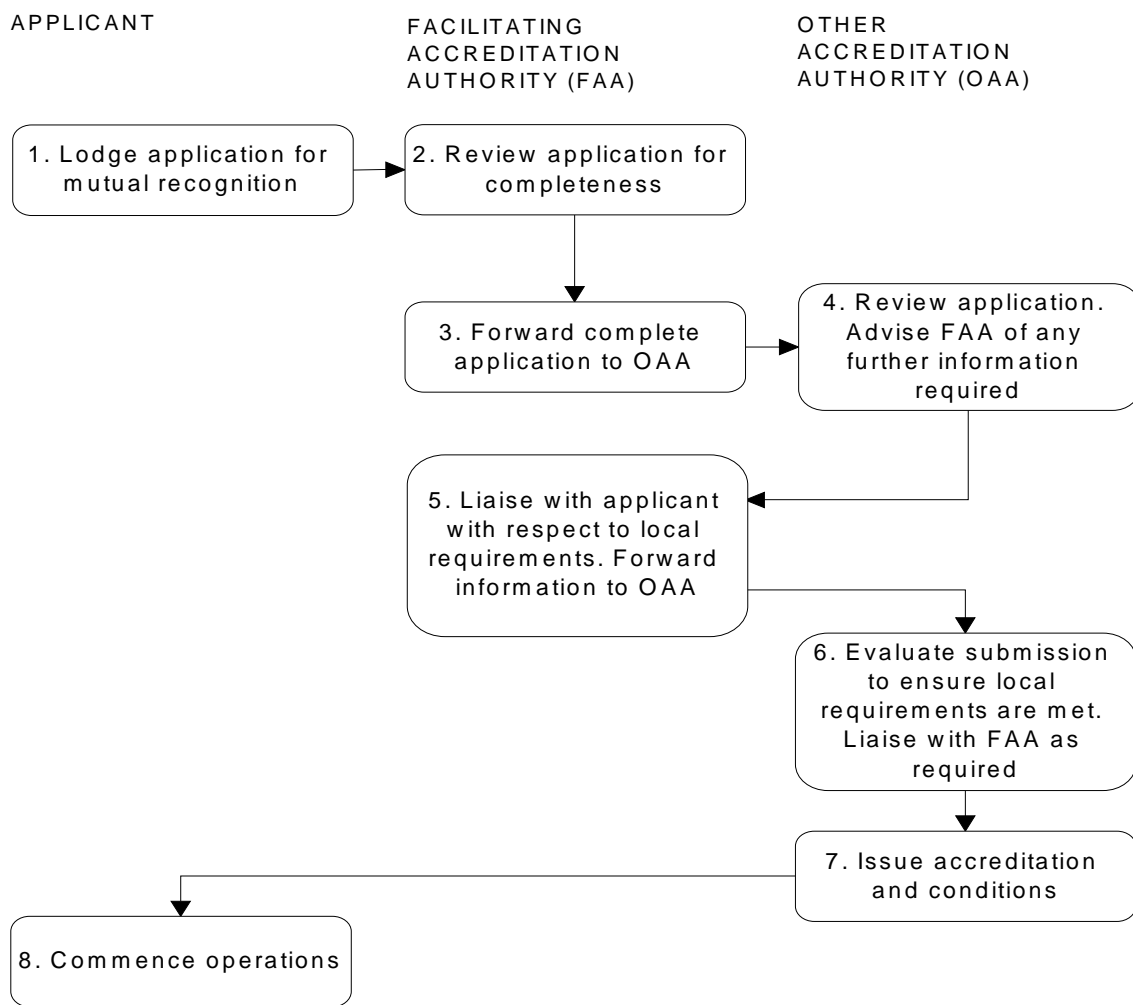 APPLICANT
FACILITATING
ACCREDITATION
AUTHORITY (FAA)
OTHER
ACCREDITATION
AUTHORITY (OAA)
1. Lodge application for
mutual recognition
2. Review application for
completeness
3. Forward complete
application to OAA
4. Review application.
Advise FAA of any
further information
required
5. Liaise with applicant
with respect to local
requirements. Forward
information to OAA
6. Evaluate submission
to ensure local
requirements are met.
Liaise with FAA as
required
7. Issue accreditation
and conditions
8. Commence operations